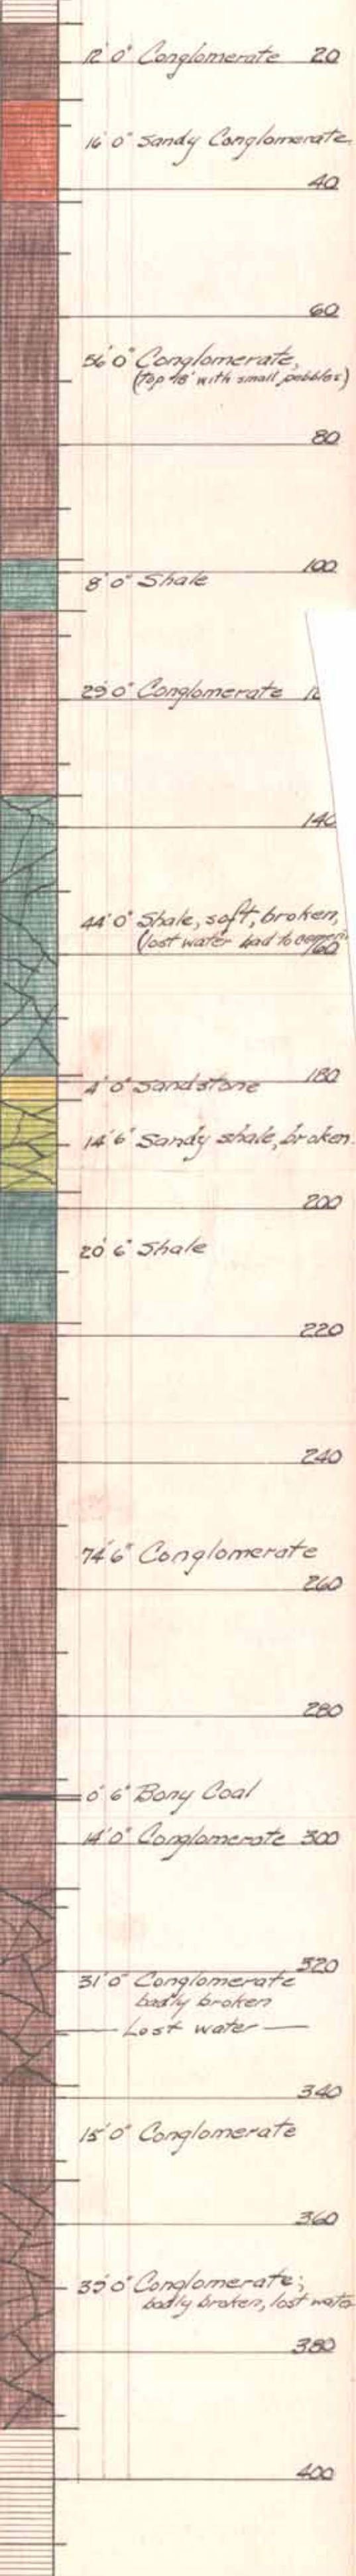 12' 0" Conglomerate 20
16' 0" Sandy Conglomerate
40
60
56' 0" Conglomerate,
(top 18' with small pebbles)
80
100
8' 0" Shale
29' 0" Conglomerate
140
44' 0" Shale, soft, broken,
(lost water had to
160
180
4' 0" Sandstone
14' 6" Sandy shale, broken.
200
20' 6" Shale
220
240
74' 6" Conglomerate
260
280
0' 6" Bony Coal
14' 0" Conglomerate 300
320
31' 0" Conglomerate
badly broken
Lost water
340
15' 0" Conglomerate
360
39' 0" Conglomerate;
badly broken, lost wate
380
400